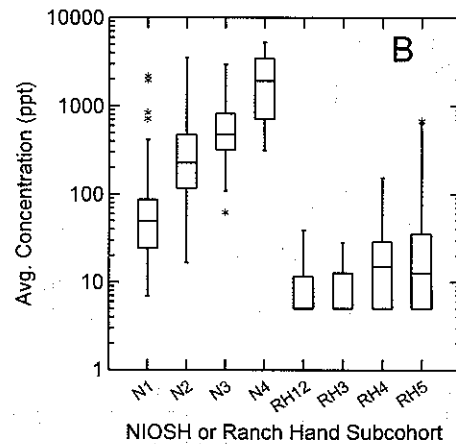 B
Avg. Concentration (ppt)
10000
1000
100
10
1
N1 N2 N3 N4 RH12 RH3 RH4 RH5
NIOSH or Ranch Hand Subcohort